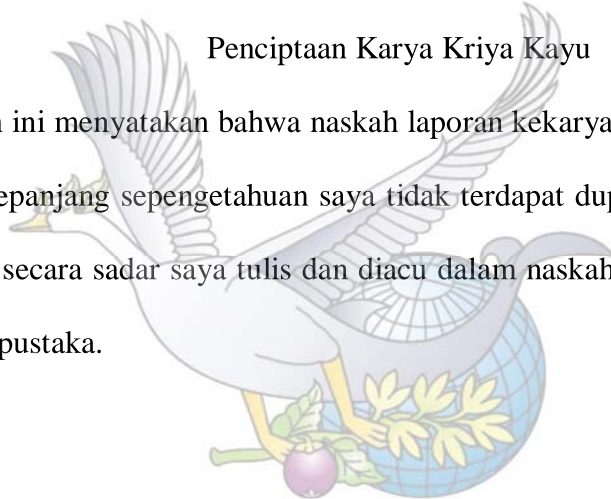 Penciptaan Karya Kriya Kayu
ini menyatakan bahwa naskah laporan kekarya
epanjang sepengetahuan saya tidak terdapat dup
secara sadar saya tulis dan diacu dalam naskah
pustaka.